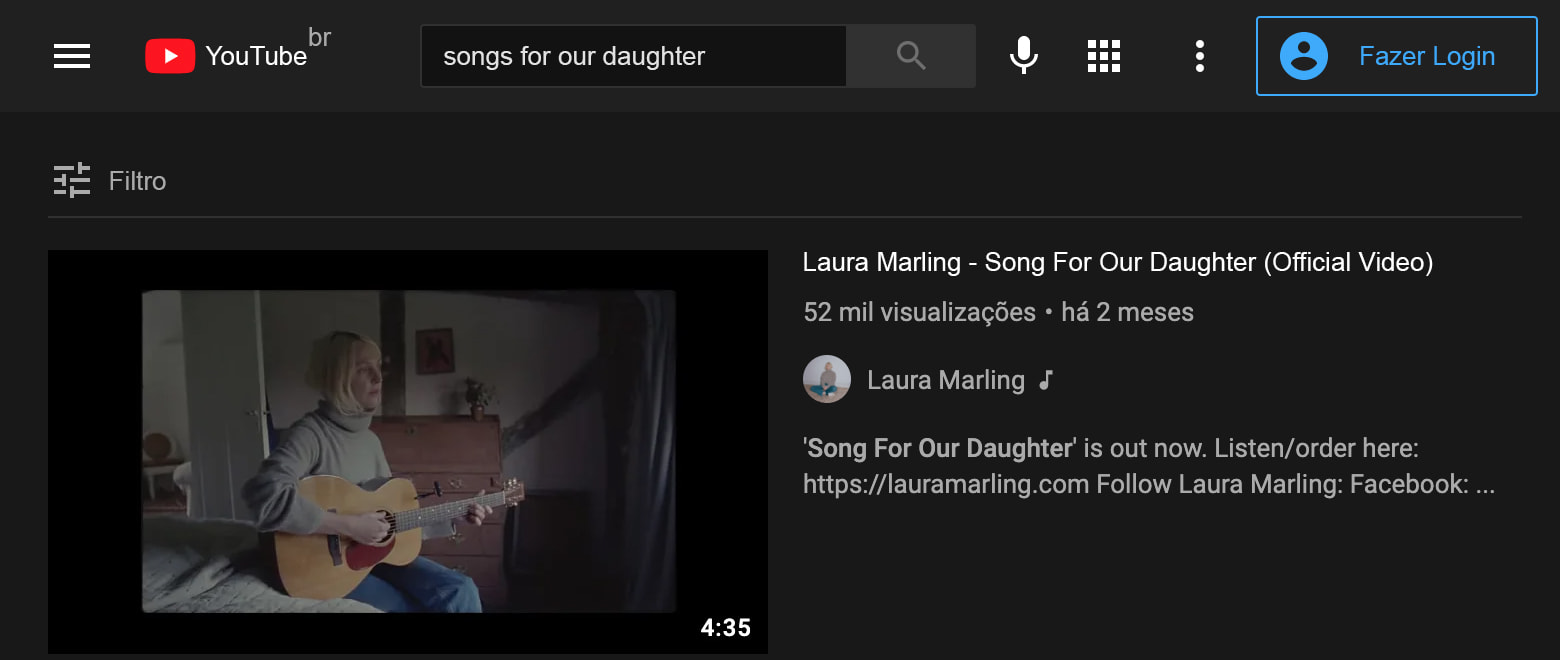 YouTube br
songs for our daughter
Fazer Login
Filtro
Laura Marling - Song For Our Daughter (Official Video)
52 mil visualizações • há 2 meses
Laura Marling
'Song For Our Daughter' is out now. Listen/order here:
https://lauramarling.com Follow Laura Marling: Facebook: ...
4:35